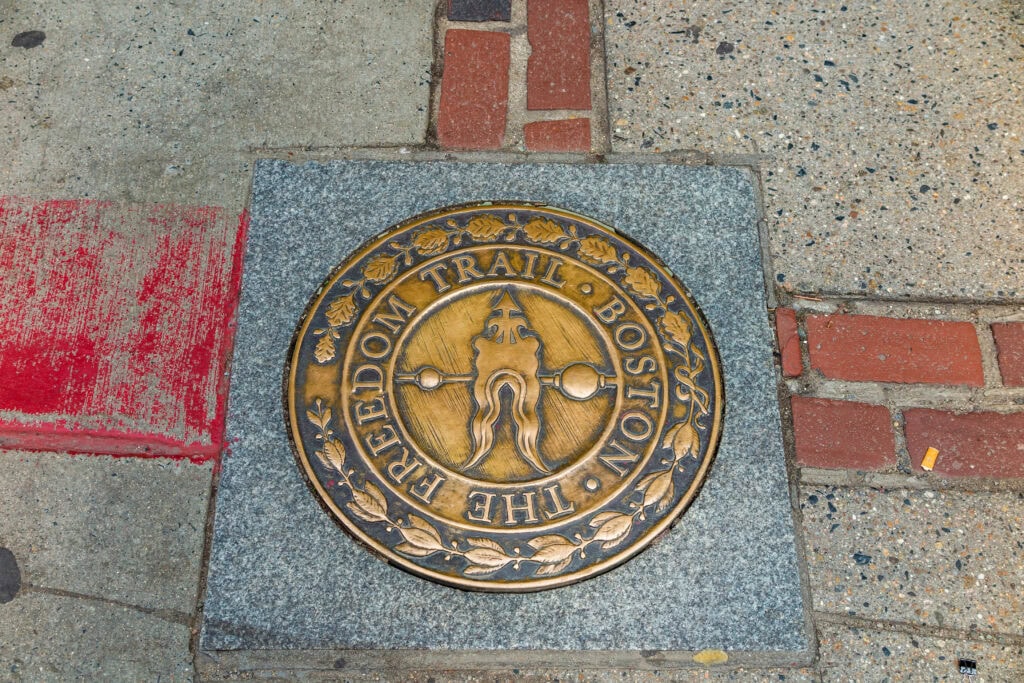 THE FREEDOM TRAIL · BOSTON ·